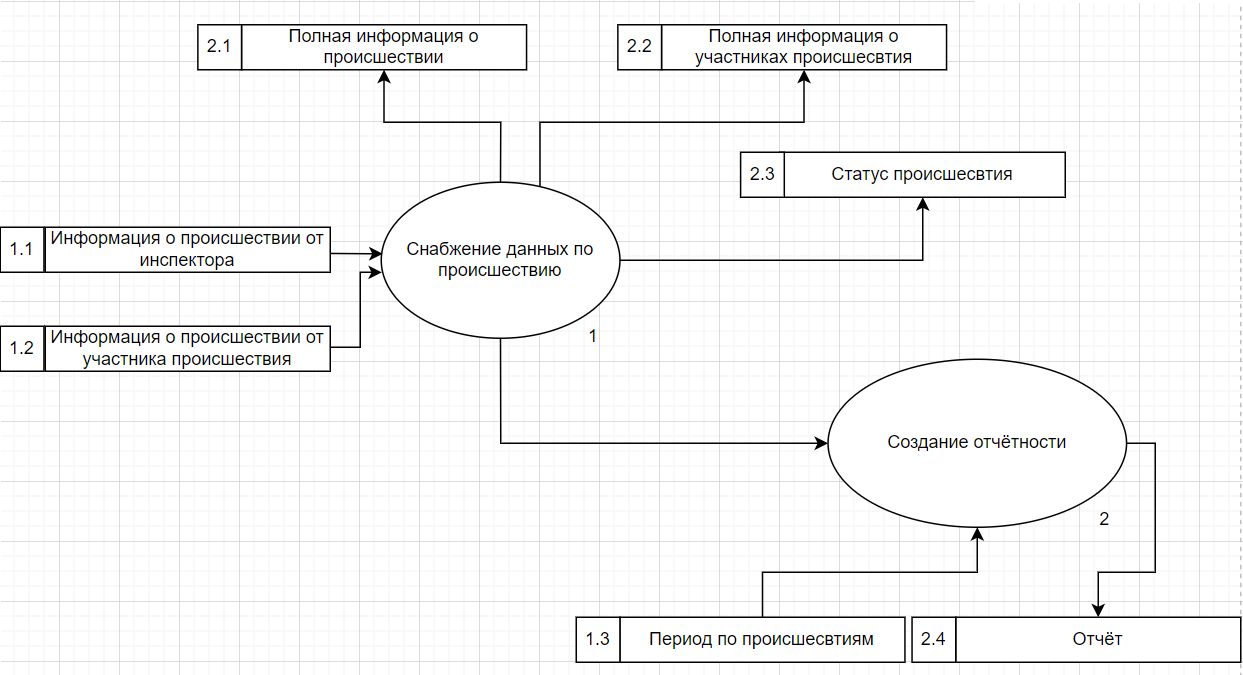 2.1
Полная информация о
происшествии
2.2
Полная информация о
участниках происшесвтия
2.3
Статус происшесвтия
1.1
Информация о происшествии от
инспектора
Снабжение данных по
происшествию
1
1.2
Информация о происшествии от
участника происшествия
Создание отчётности
2
1.3
Период по происшесвтиям
2.4
Отчёт